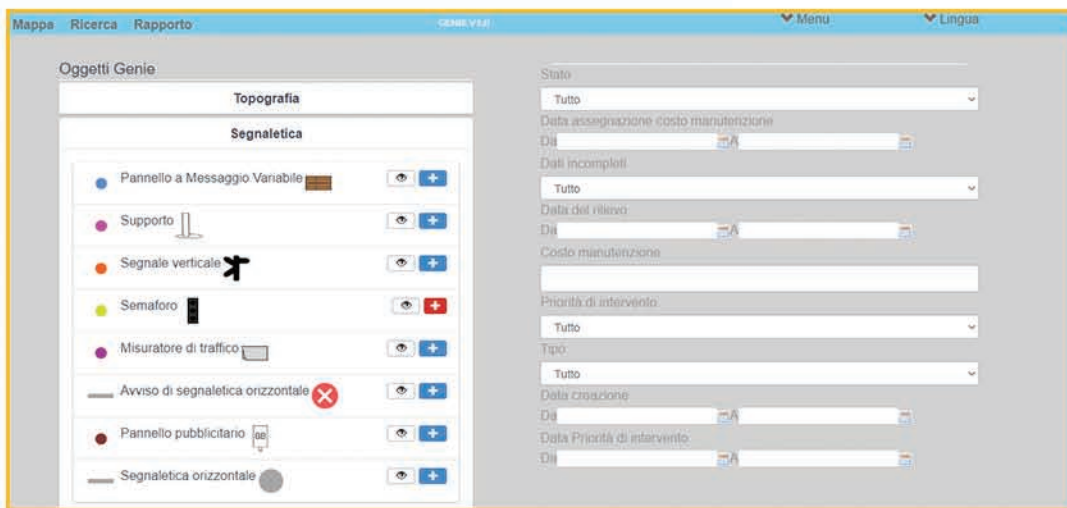 Mappa Ricerca Rapporto GENIE.V3.0 Menu Lingua
Oggetti Genie
Topografia
Segnaletica
Pannello a Messaggio Variabile
Supporto
Segnale verticale
Semaforo
Misuratore di traffico
Avviso di segnaletica orizzontale
Pannello pubblicitario
Segnaletica orizzontale
Stato
Tutto
Data assegnazione costo manutenzione
Da A
Dati incompleti
Tutto
Data del rilievo
Da A
Costo manutenzione
Priorità di intervento
Tutto
Tipo
Tutto
Data creazione
Da A
Data Priorità di intervento
Da A